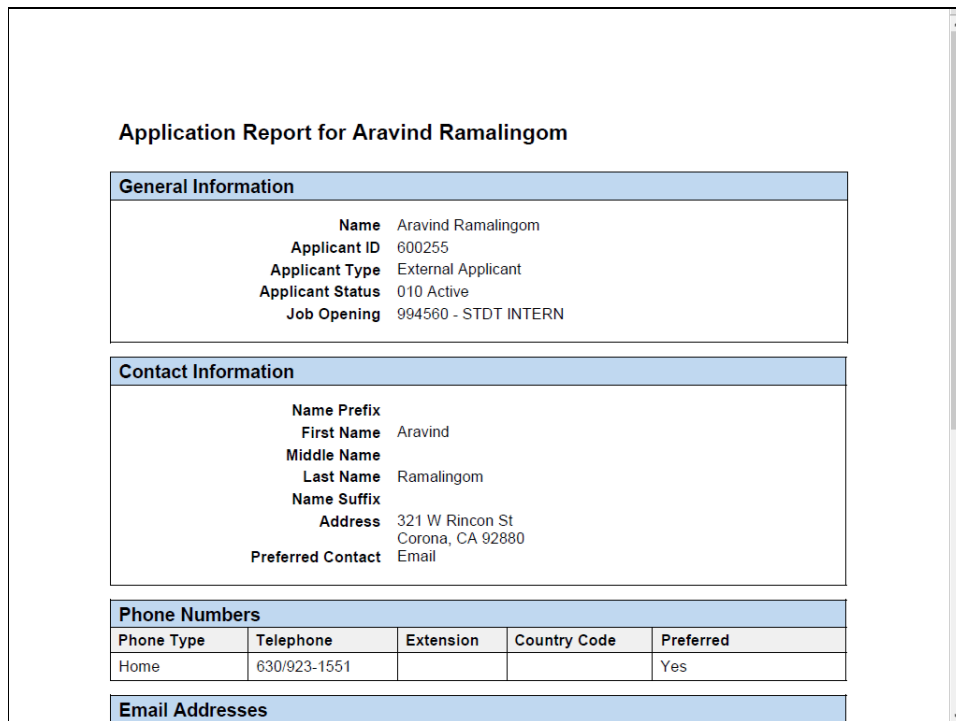 Application Report for Aravind Ramalingom
General Information
Name Aravind Ramalingom
Applicant ID 600255
Applicant Type External Applicant
Applicant Status 010 Active
Job Opening 994560 - STDT INTERN
Contact Information
Name Prefix
First Name Aravind
Middle Name
Last Name Ramalingom
Name Suffix
Address 321 W Rincon St
Corona, CA 92880
Preferred Contact Email
Phone Numbers
Phone Type Telephone Extension Country Code Preferred
Home 630/923-1551 Yes
Email Addresses